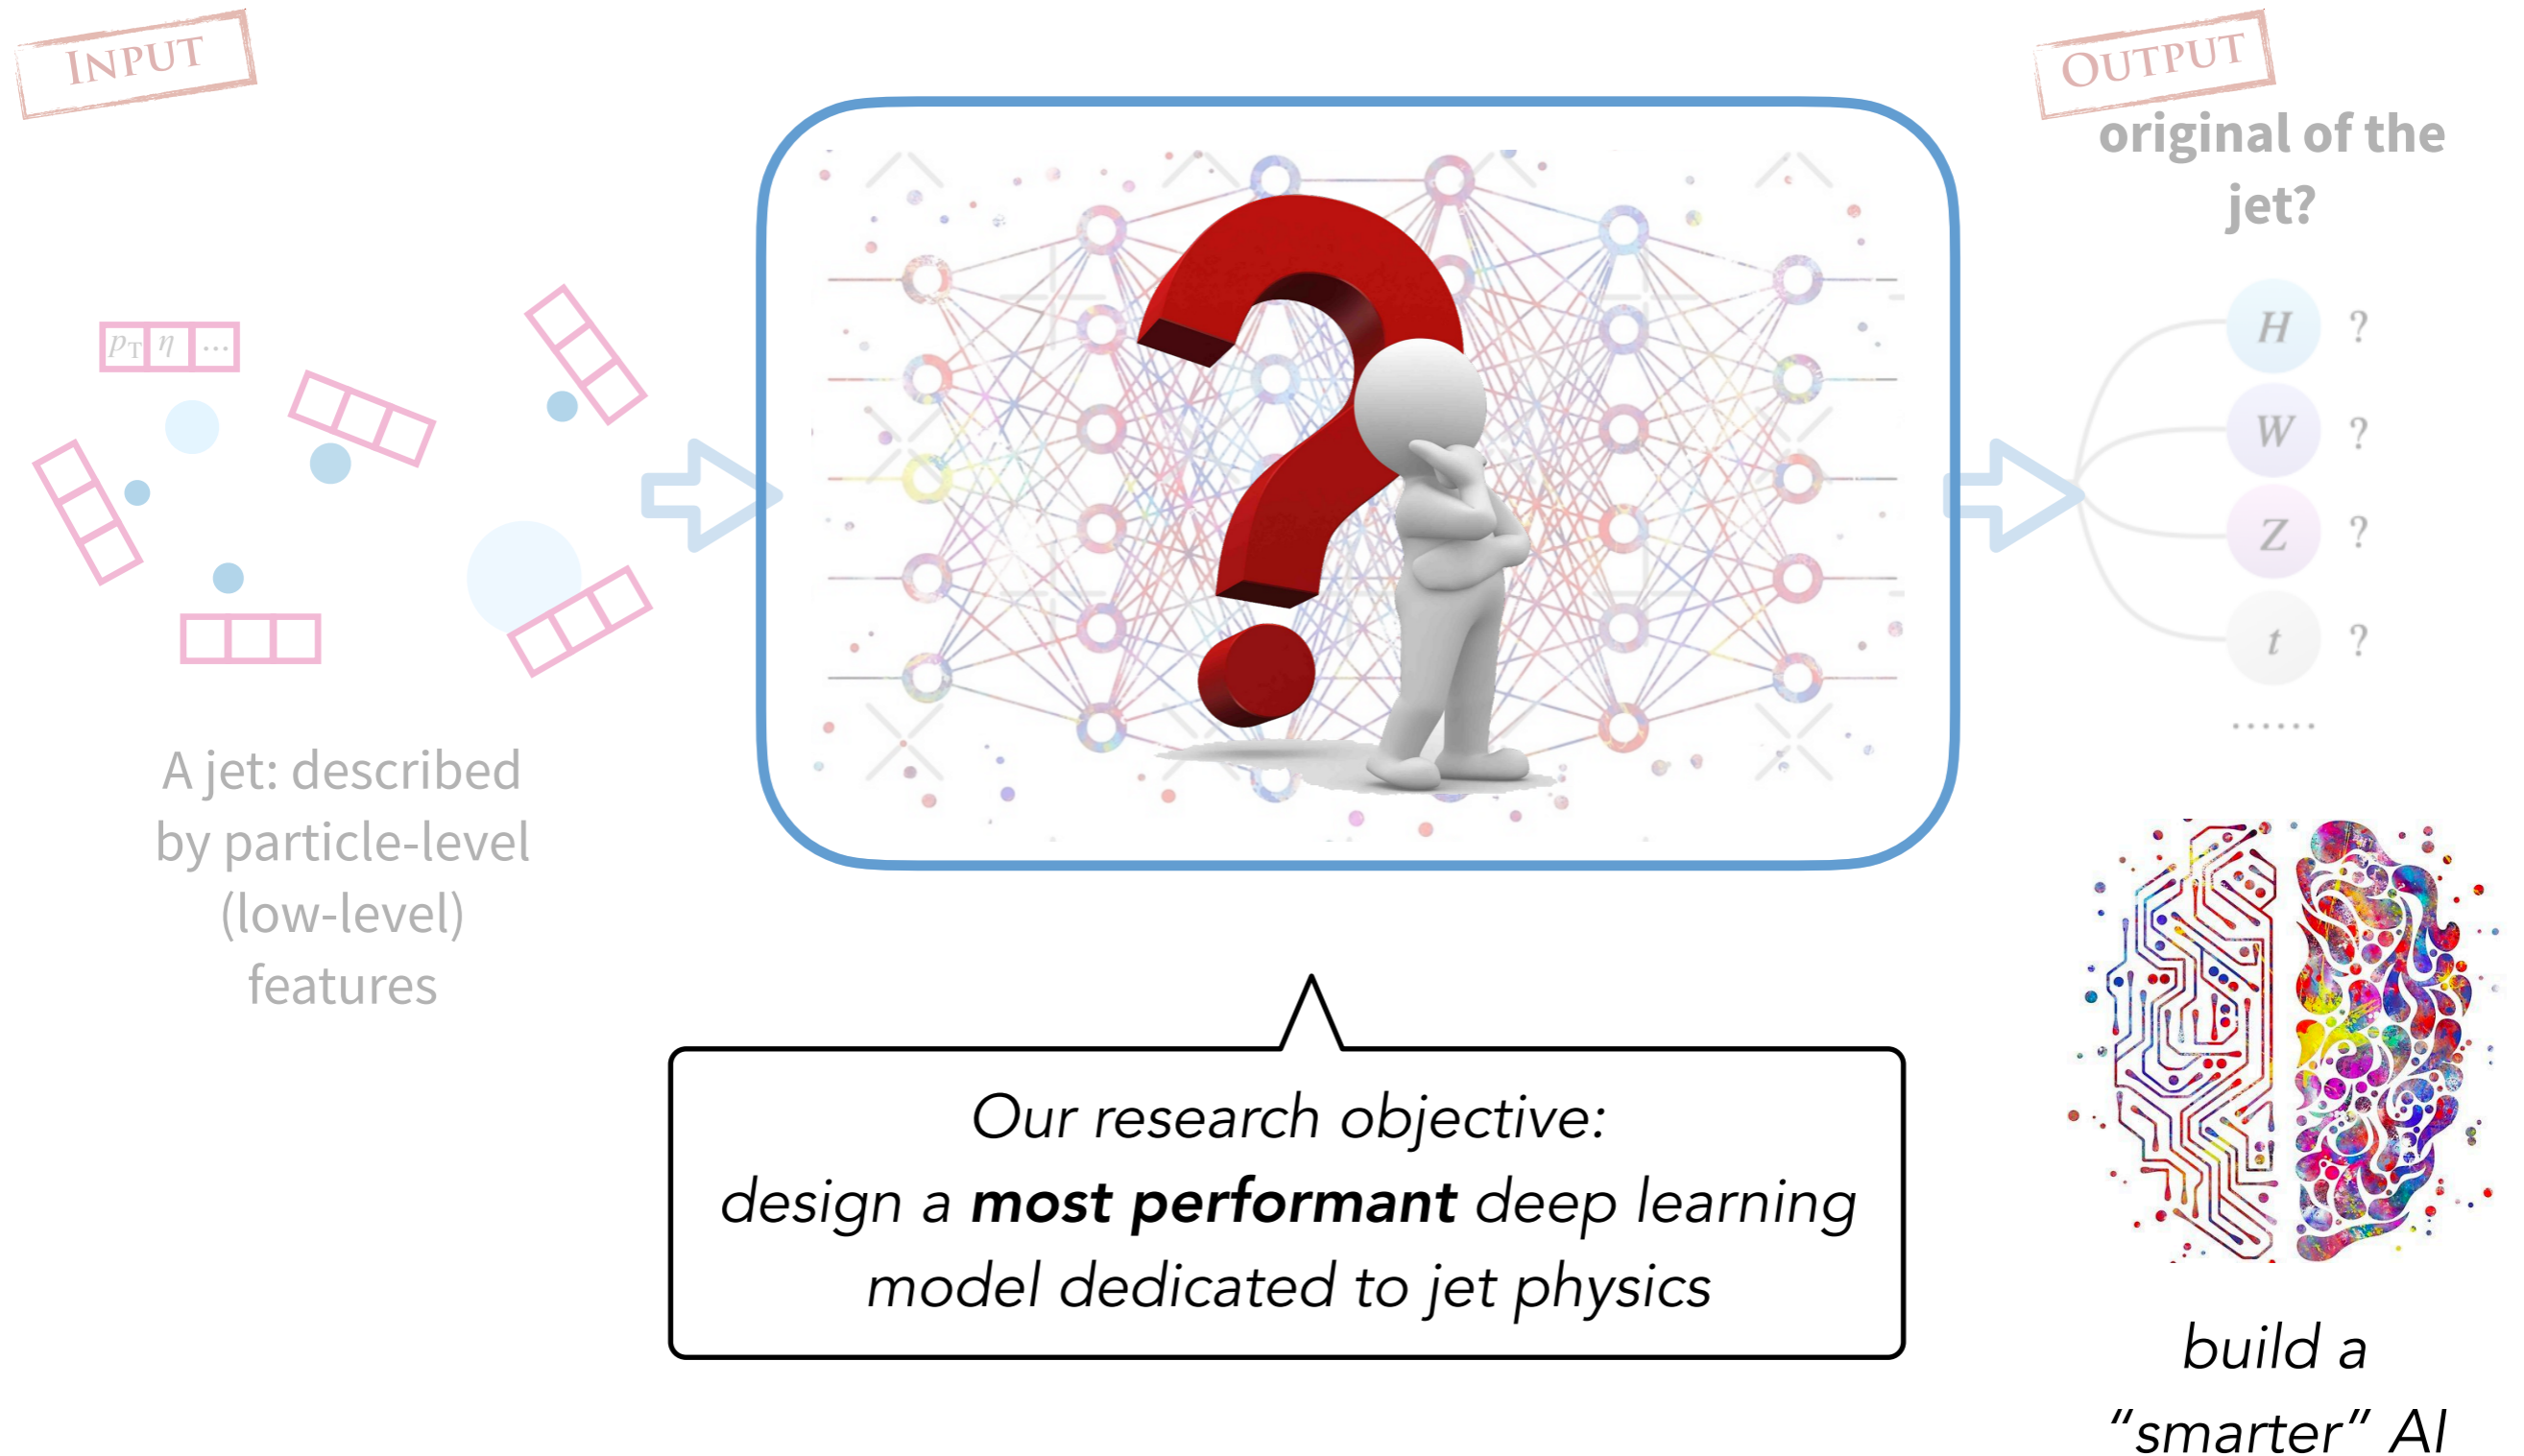 INPUT
OUTPUT
original of the
jet?
pT η ...
H ?
W ?
Z ?
t ?
......
A jet: described
by particle-level
(low-level)
features
Our research objective:
design a most performant deep learning
model dedicated to jet physics
build a
“smarter” AI